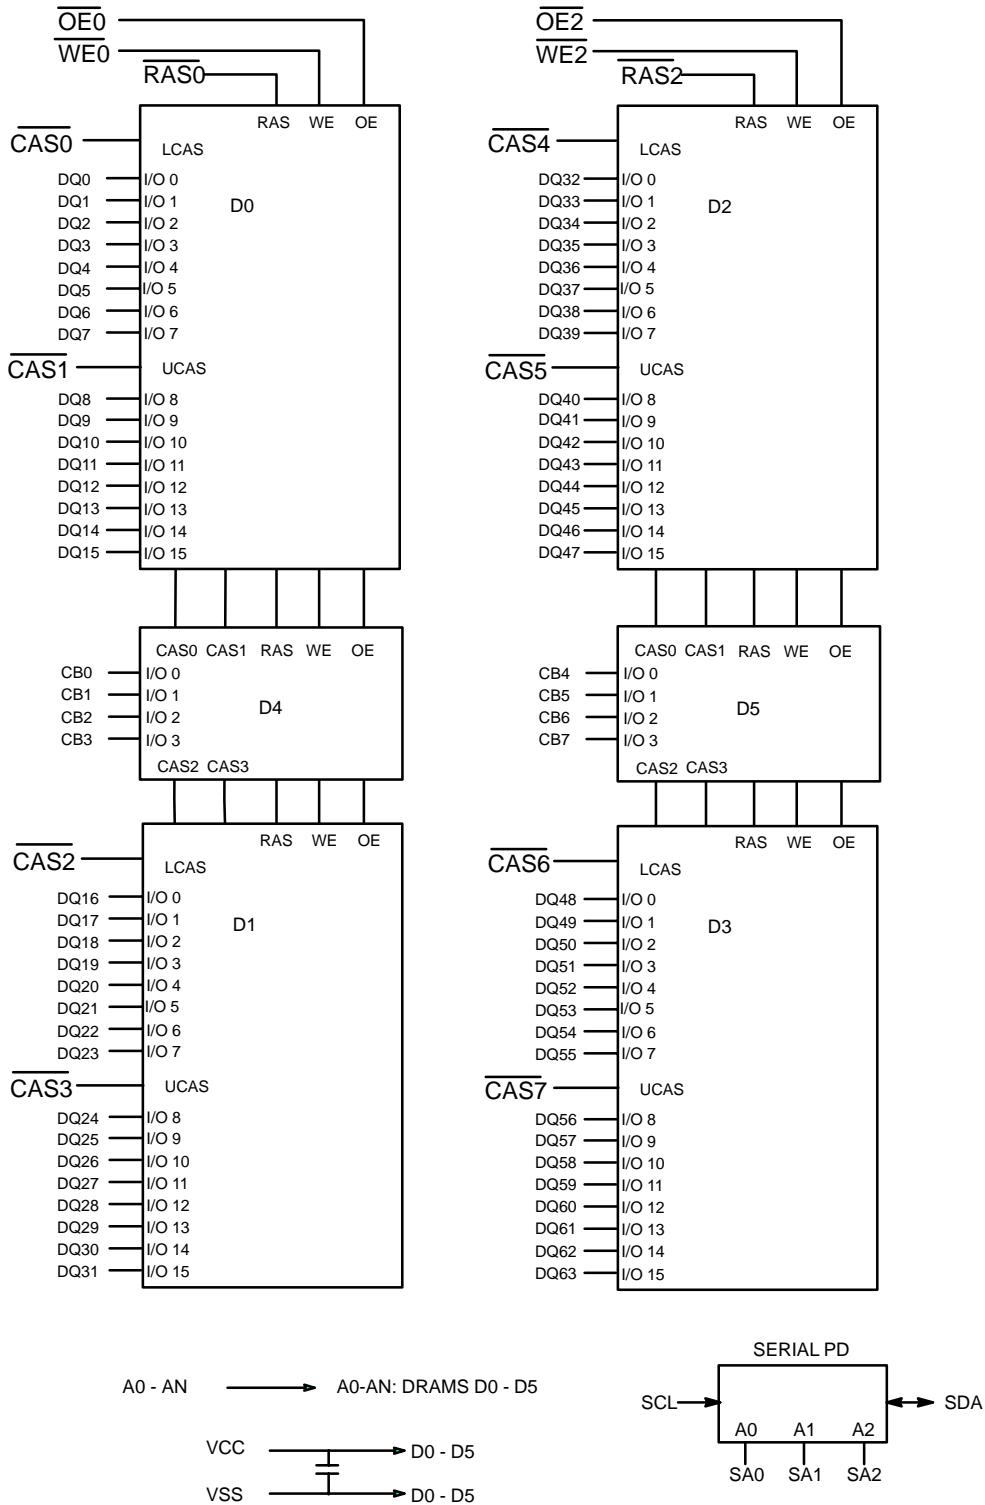 OE0
WE0
RAS0
RAS WE OE
CAS0
LCAS
D0
DQ0 I/O 0
DQ1 I/O 1
DQ2 I/O 2
DQ3 I/O 3
DQ4 I/O 4
DQ5 I/O 5
DQ6 I/O 6
DQ7 I/O 7
CAS1
UCAS
DQ8 I/O 8
DQ9 I/O 9
DQ10 I/O 10
DQ11 I/O 11
DQ12 I/O 12
DQ13 I/O 13
DQ14 I/O 14
DQ15 I/O 15
CAS0 CAS1 RAS WE OE
CB0 I/O 0
CB1 I/O 1
CB2 I/O 2
CB3 I/O 3
D4
CAS2 CAS3
RAS WE OE
CAS2
LCAS
D1
DQ16 I/O 0
DQ17 I/O 1
DQ18 I/O 2
DQ19 I/O 3
DQ20 I/O 4
DQ21 I/O 5
DQ22 I/O 6
DQ23 I/O 7
CAS3
UCAS
DQ24 I/O 8
DQ25 I/O 9
DQ26 I/O 10
DQ27 I/O 11
DQ28 I/O 12
DQ29 I/O 13
DQ30 I/O 14
DQ31 I/O 15
OE2
WE2
RAS2
RAS WE OE
CAS4
LCAS
D2
DQ32 I/O 0
DQ33 I/O 1
DQ34 I/O 2
DQ35 I/O 3
DQ36 I/O 4
DQ37 I/O 5
DQ38 I/O 6
DQ39 I/O 7
CAS5
UCAS
DQ40 I/O 8
DQ41 I/O 9
DQ42 I/O 10
DQ43 I/O 11
DQ44 I/O 12
DQ45 I/O 13
DQ46 I/O 14
DQ47 I/O 15
CAS0 CAS1 RAS WE OE
CB4 I/O 0
CB5 I/O 1
CB6 I/O 2
CB7 I/O 3
D5
CAS2 CAS3
RAS WE OE
CAS6
LCAS
D3
DQ48 I/O 0
DQ49 I/O 1
DQ50 I/O 2
DQ51 I/O 3
DQ52 I/O 4
DQ53 I/O 5
DQ54 I/O 6
DQ55 I/O 7
CAS7
UCAS
DQ56 I/O 8
DQ57 I/O 9
DQ58 I/O 10
DQ59 I/O 11
DQ60 I/O 12
DQ61 I/O 13
DQ62 I/O 14
DQ63 I/O 15
A0 - AN A0-AN: DRAMS D0 - D5
VCC D0 - D5
VSS D0 - D5
SERIAL PD
SCL SDA
A0 A1 A2
SA0 SA1 SA2